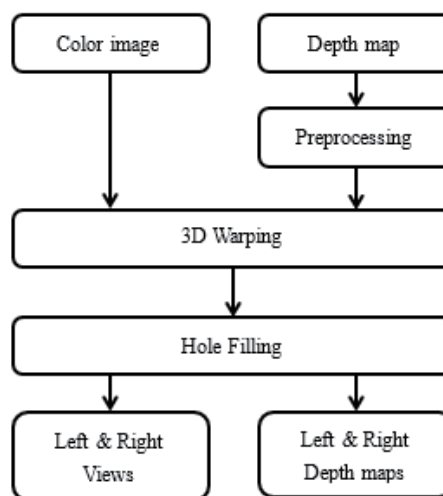 Color image
Depth map
Preprocessing
3D Warping
Hole Filling
Left & Right
Views
Left & Right
Depth maps